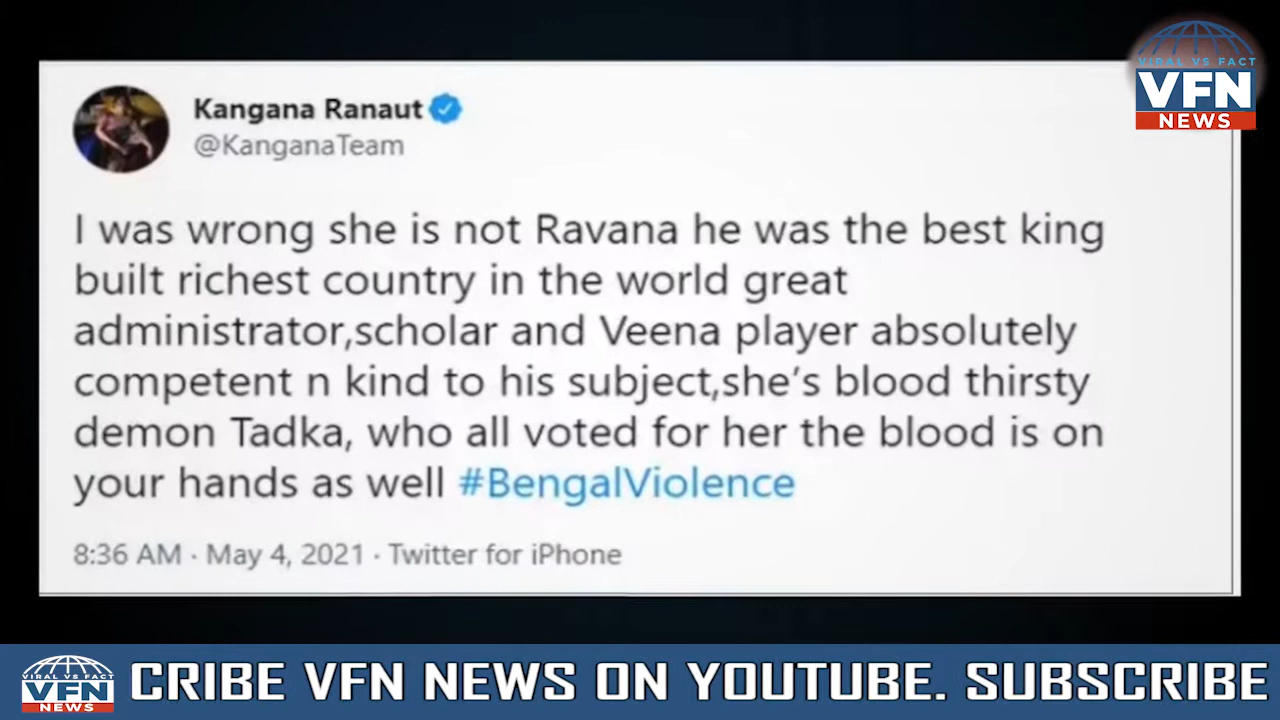 VIRAL VS FACT
VFN
NEWS
Kangana Ranaut
@KanganaTeam
I was wrong she is not Ravana he was the best king
built richest country in the world great
administrator,scholar and Veena player absolutely
competent n kind to his subject,she's blood thirsty
demon Tadka, who all voted for her the blood is on
your hands as well #BengalViolence
8:36 AM · May 4, 2021 · Twitter for iPhone
VIRAL VS FACT
VFN
NEWS
CRIBE VFN NEWS ON YOUTUBE. SUBSCRIBE